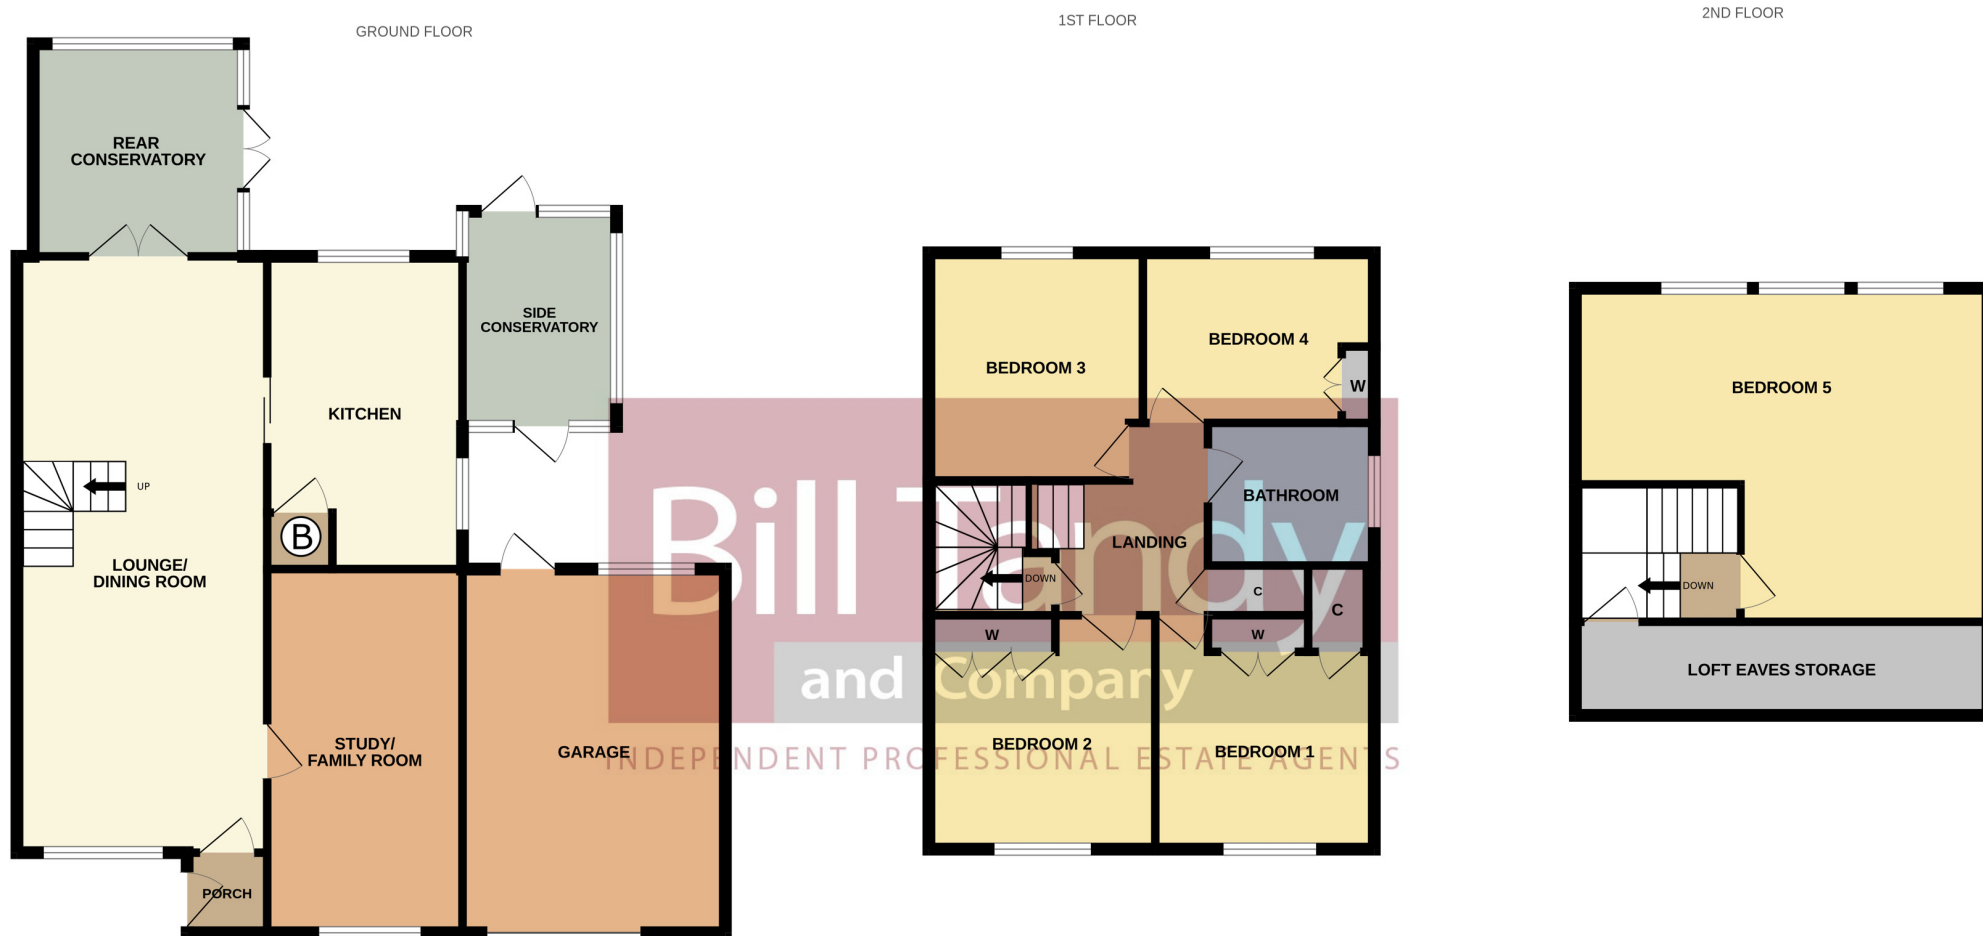 GROUND FLOOR
1ST FLOOR
2ND FLOOR
REAR
CONSERVATORY
SIDE
CONSERVATORY
KITCHEN
UP
B
LOUNGE/
DINING ROOM
STUDY/
FAMILY ROOM
GARAGE
PORCH
BEDROOM 3
BEDROOM 4
W
BATHROOM
LANDING
DOWN
C
C
W
W
BEDROOM 2
BEDROOM 1
BEDROOM 5
DOWN
LOFT EAVES STORAGE
Bill Tandy
and Company
INDEPENDENT PROFESSIONAL ESTATE AGENTS